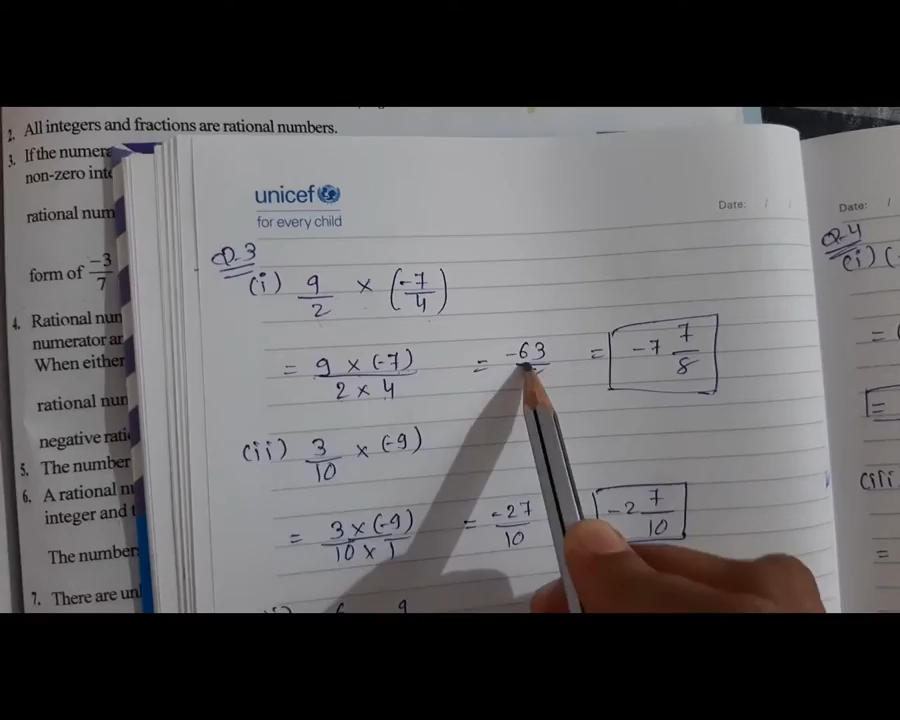 2. All integers and fractions are rational numbers.
3. If the numera
non-zero inte
rational num
form of -3/7
4. Rational nun
numerator ar
When either
rational nun
negative rati
5. The number
6. A rational n
integer and t
The number
7. There are un
unicef
for every child
Date: / /
Q.3
(i) 9/2 × (-7/4)
= 9 × (-7) / 2 × 4 = -63 = -7 7/8
(ii) 3/10 × (-9)
= 3 × (-9) / 10 × 1 = -27/10 -2 7/10
Date: /
Q.4
(i) (-
=
=
(iii
=